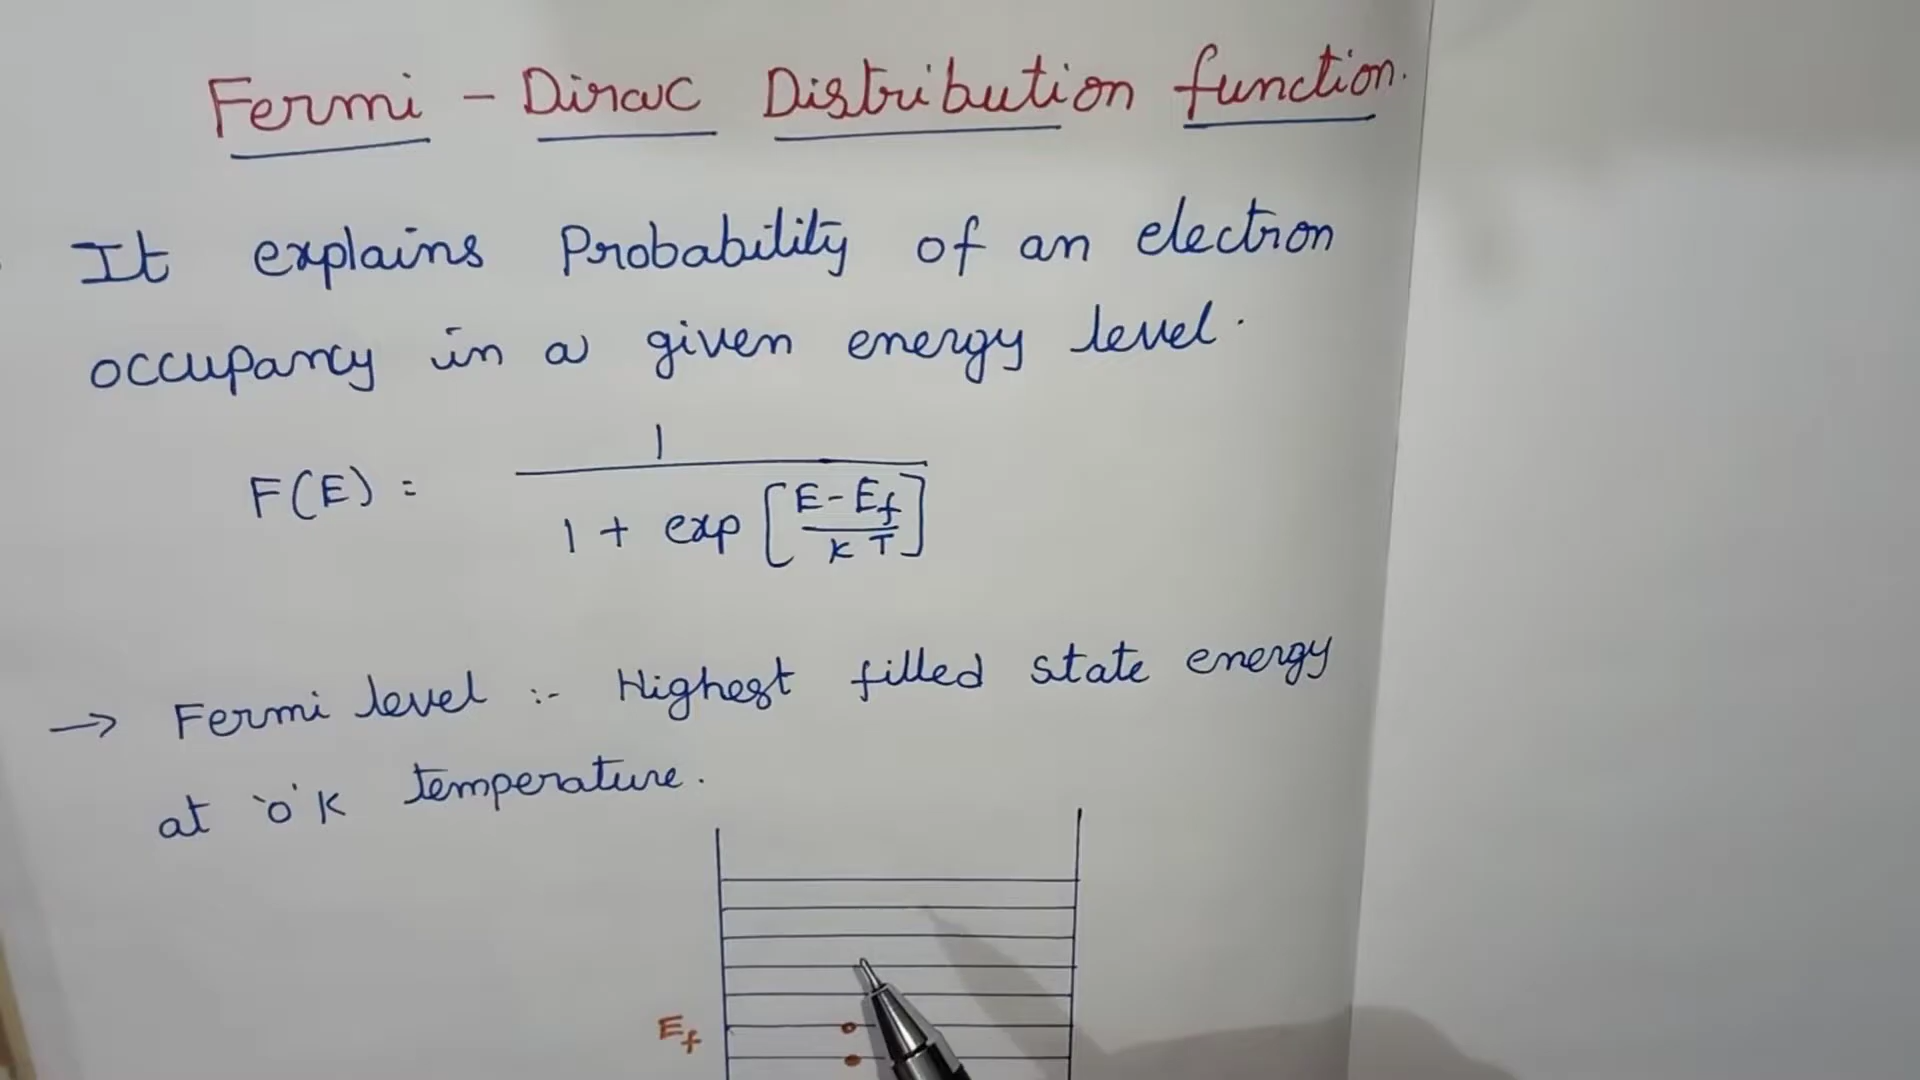 Fermi - Dirac Distribution function.
It explains Probability of an electron
occupancy in a given energy level.
F(E) = 1 / 1 + exp [E - Ef / KT]
→ Fermi level :- Highest filled state energy
at 'o' K temperature.
Ef